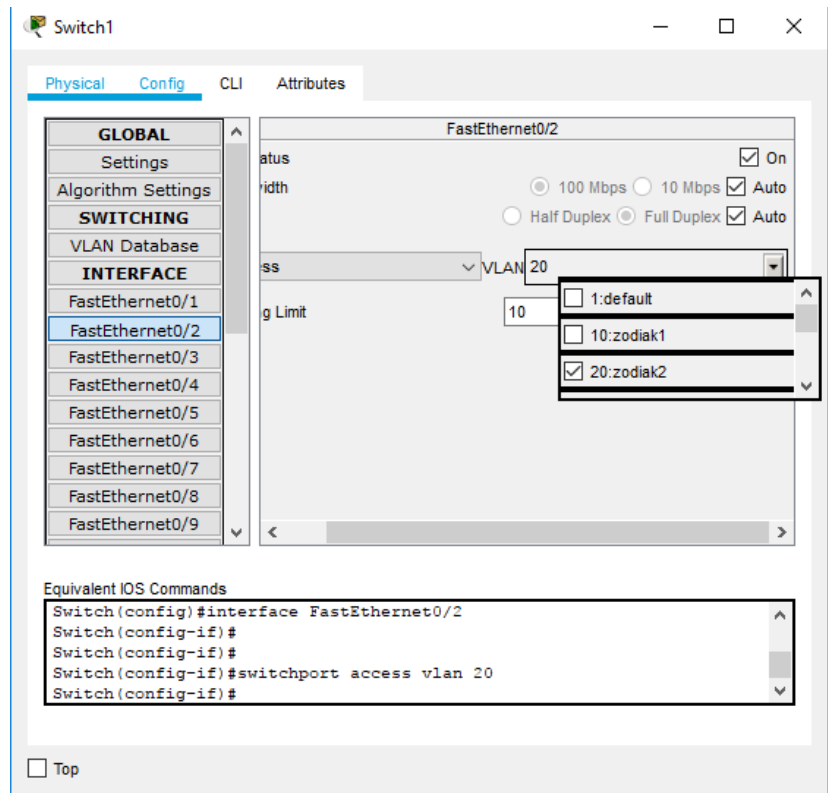 Switch1
Physical Config CLI Attributes
GLOBAL
Settings
Algorithm Settings
SWITCHING
VLAN Database
INTERFACE
FastEthernet0/1
FastEthernet0/2
FastEthernet0/3
FastEthernet0/4
FastEthernet0/5
FastEthernet0/6
FastEthernet0/7
FastEthernet0/8
FastEthernet0/9
FastEthernet0/2
atus On
idth 100 Mbps 10 Mbps Auto
Half Duplex Full Duplex Auto
ss VLAN 20
g Limit 10
1:default
10:zodiak1
20:zodiak2
Equivalent IOS Commands
Switch(config)#interface FastEthernet0/2
Switch(config-if)#
Switch(config-if)#
Switch(config-if)#switchport access vlan 20
Switch(config-if)#
Top